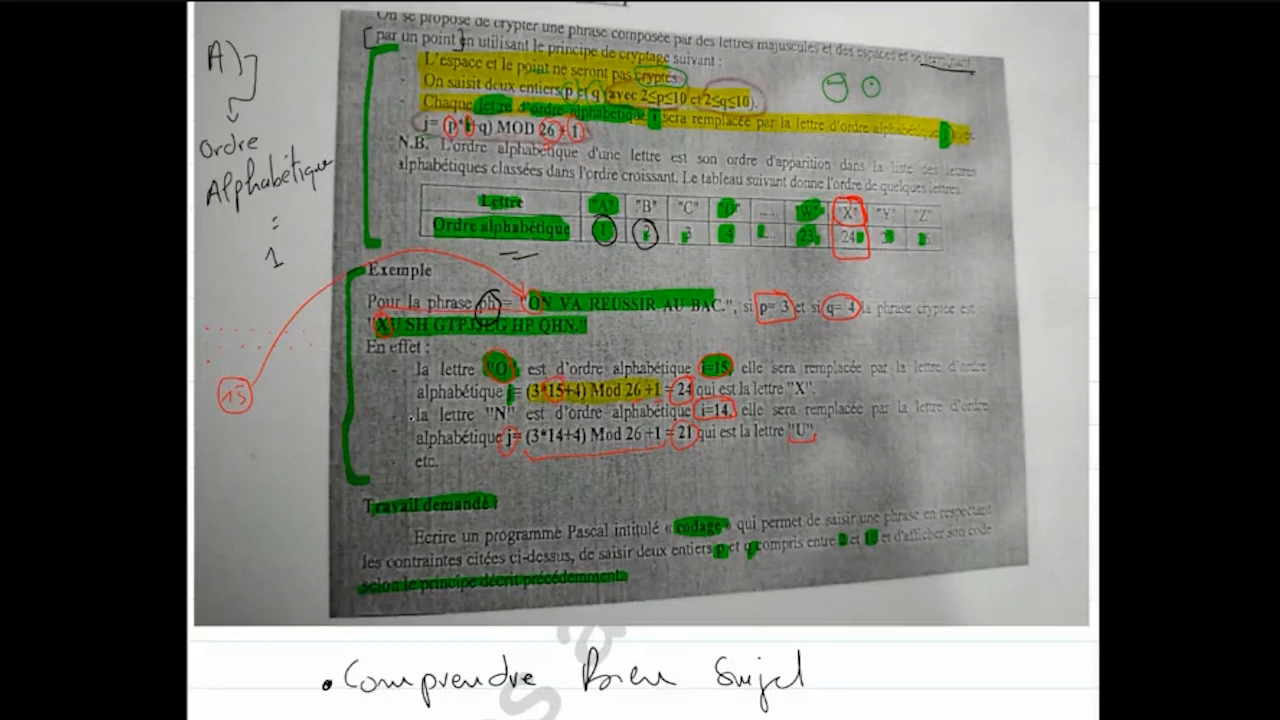 On se propose de crypter une phrase composée par des lettres majuscules et des espaces et se terminant
par un point en utilisant le principe de cryptage suivant :
- L'espace et le point ne seront pas cryptés.
- On saisit deux entiers p et q (avec 2≤p≤10 et 2≤q≤10).
- Chaque lettre d'ordre alphabétique i sera remplacée par la lettre d'ordre alphabétique
j= (p*i+q) MOD 26 +1
N.B. L'ordre alphabétique d'une lettre est son ordre d'apparition dans la liste des lettres
alphabétiques classées dans l'ordre croissant. Le tableau suivant donne l'ordre de quelques lettres
Lettre "A" "B" "C" "D" .... "W" "X" "Y" "Z"
Ordre alphabétique 1 2 3 4 .... 23 24
Exemple
Pour la phrase ph = "ON VA REUSSIR AU BAC.", si p= 3 et si q= 4 la phrase cryptée est :
"XU SH GTP GHP QHN."
En effet :
- la lettre "O" est d'ordre alphabétique i=15, elle sera remplacée par la lettre d'ordre
alphabétique j= (3*15+4) Mod 26 +1 = 24 qui est la lettre "X".
- la lettre "N" est d'ordre alphabétique i=14, elle sera remplacée par la lettre d'ordre
alphabétique j= (3*14+4) Mod 26 +1 = 21 qui est la lettre "U"
- etc.
Travail demandé :
Ecrire un programme Pascal intitulé « codage » qui permet de saisir une phrase en respectant
les contraintes citées ci-dessus, de saisir deux entiers p et q compris entre 2 et 10 et d'afficher son code
selon le principe décrit précédemment
A)
Ordre
Alphabétique
:
1
15
• Comprendre Bien Sujet